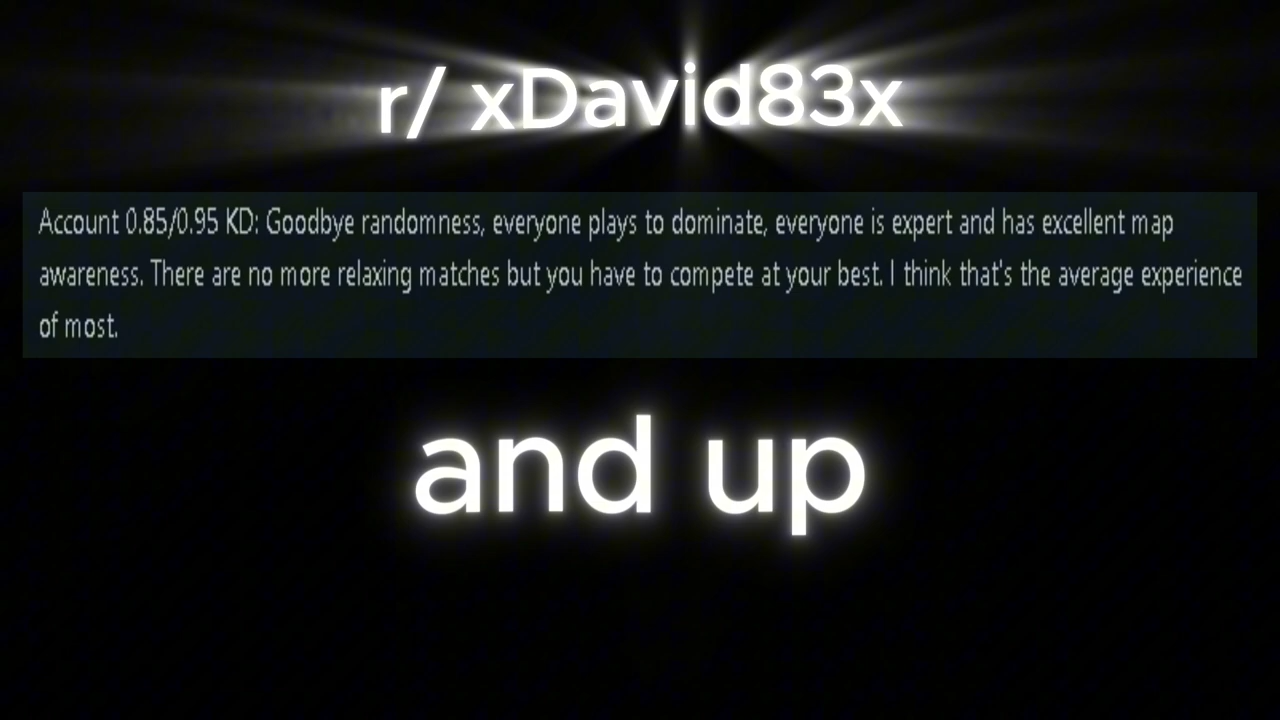 r/ xDavid83x
Account 0.85/0.95 KD: Goodbye randomness, everyone plays to dominate, everyone is expert and has excellent map
awareness. There are no more relaxing matches but you have to compete at your best. I think that's the average experience
of most.
and up